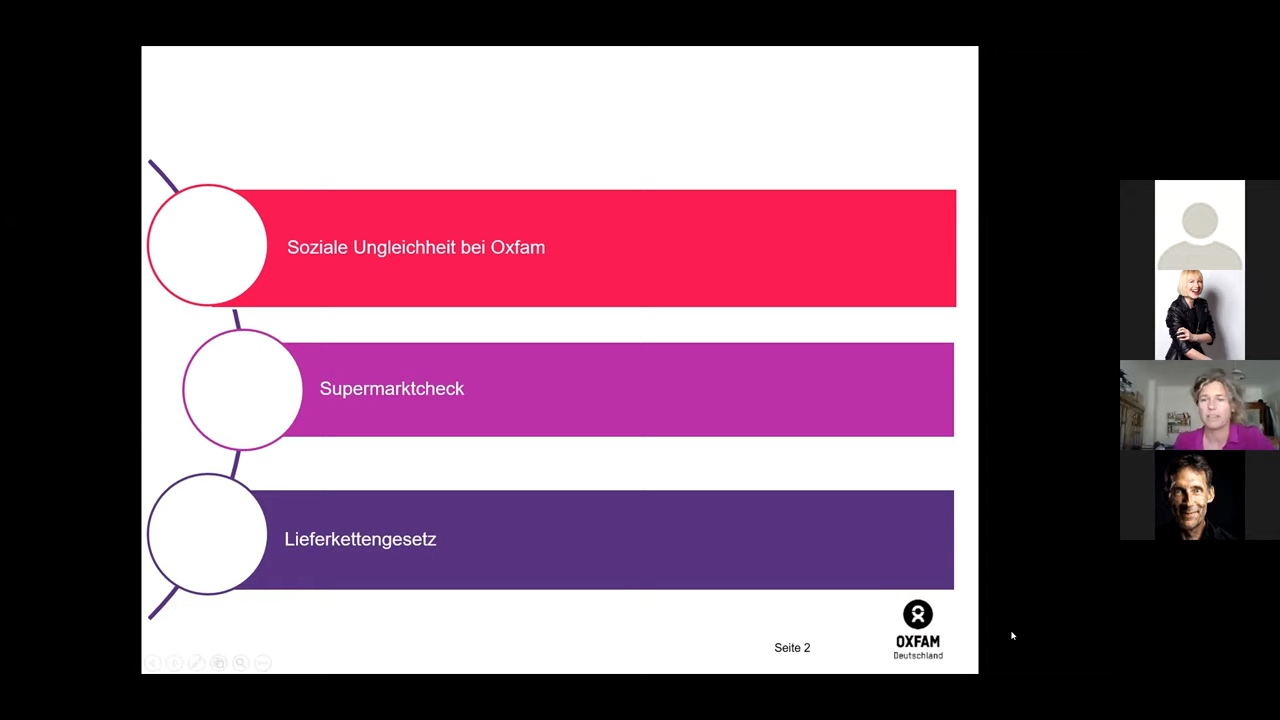 Soziale Ungleichheit bei Oxfam
Supermarktcheck
Lieferkettengesetz
Seite 2
OXFAM
Deutschland